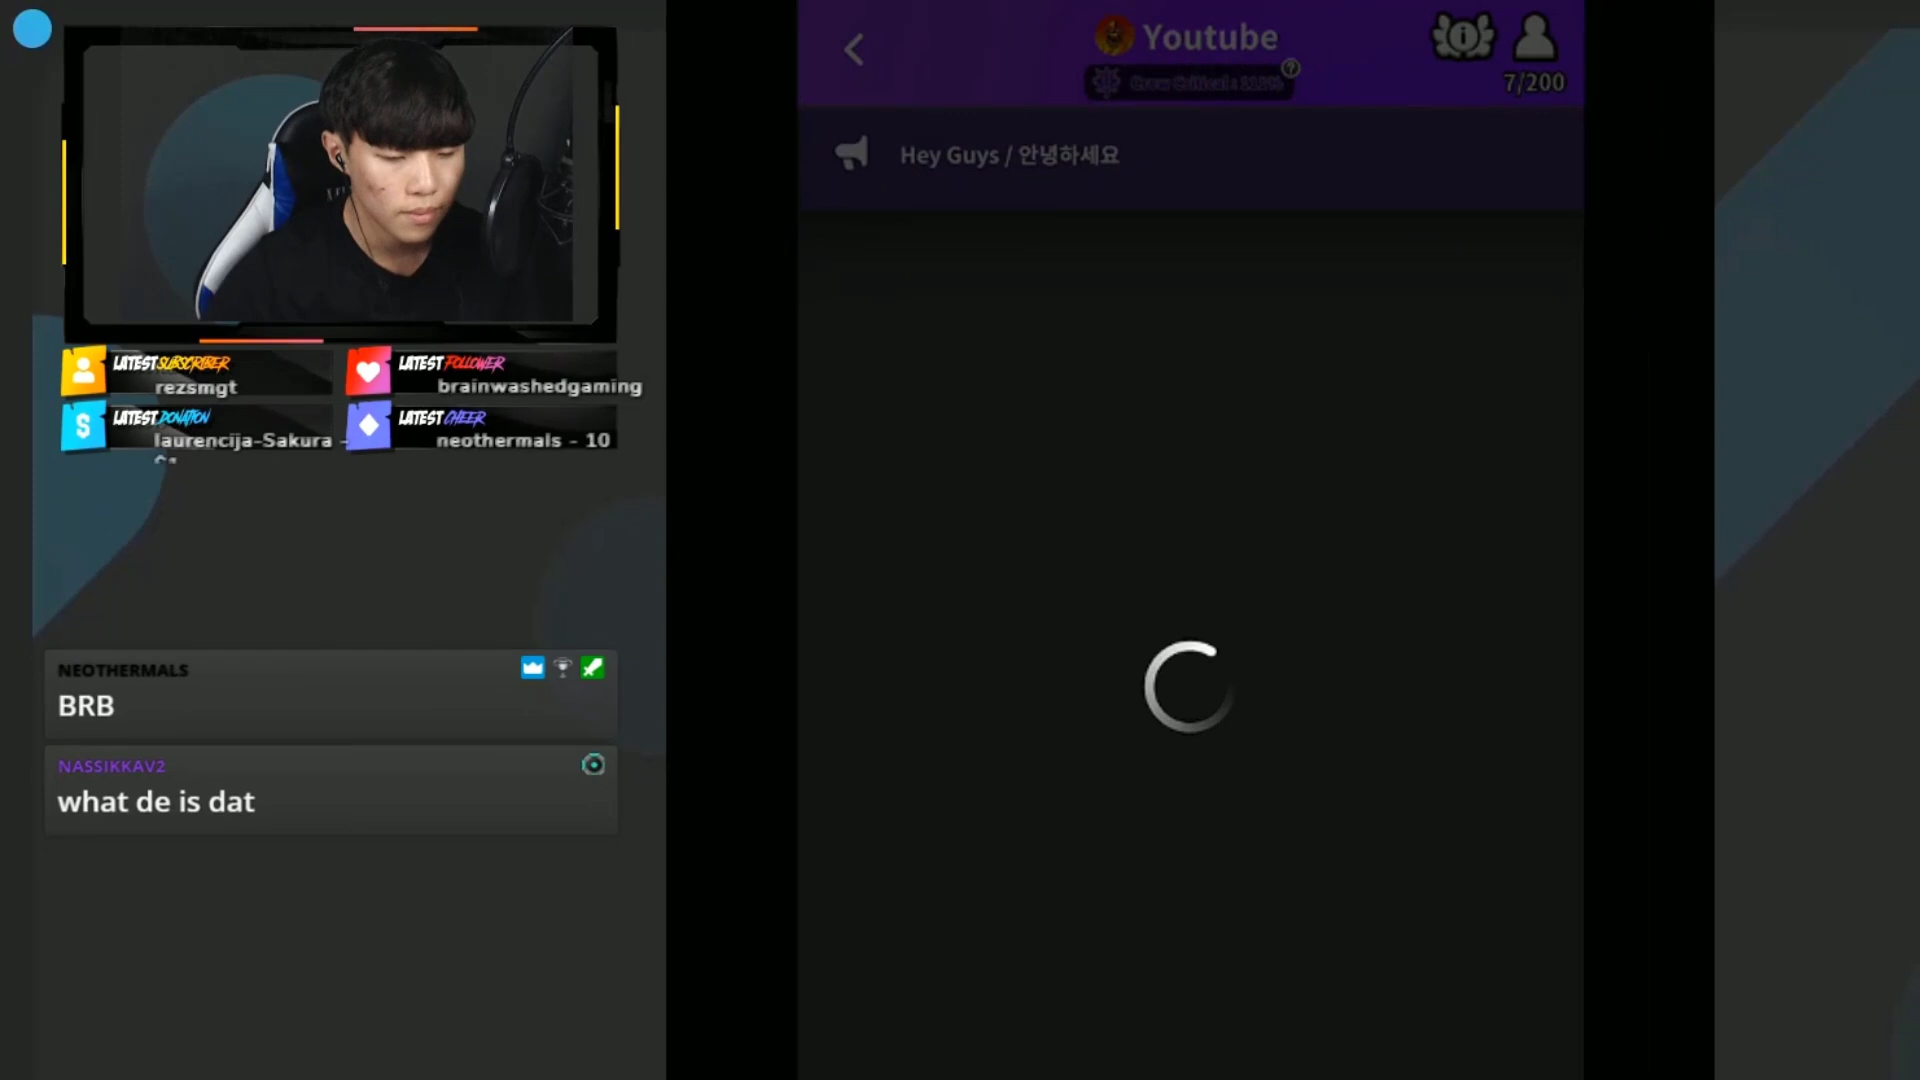 Youtube
7/200
Hey Guys / 안녕하세요
LATEST SUBSCRIBER
rezsmgt
LATEST FOLLOWER
brainwashedgaming
LATEST DONATION
laurencija-Sakura -
LATEST CHEER
neothermals - 10
NEOTHERMALS
BRB
NASSIKKAV2
what de is dat